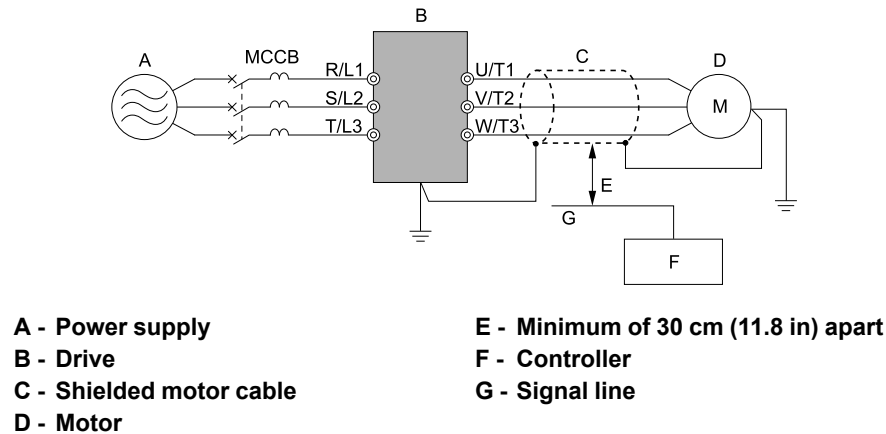 B
A
MCCB
C
D
R/L1
U/T1
S/L2
V/T2
M
T/L3
W/T3
E
G
F
A - Power supply
B - Drive
C - Shielded motor cable
D - Motor
E - Minimum of 30 cm (11.8 in) apart
F - Controller
G - Signal line